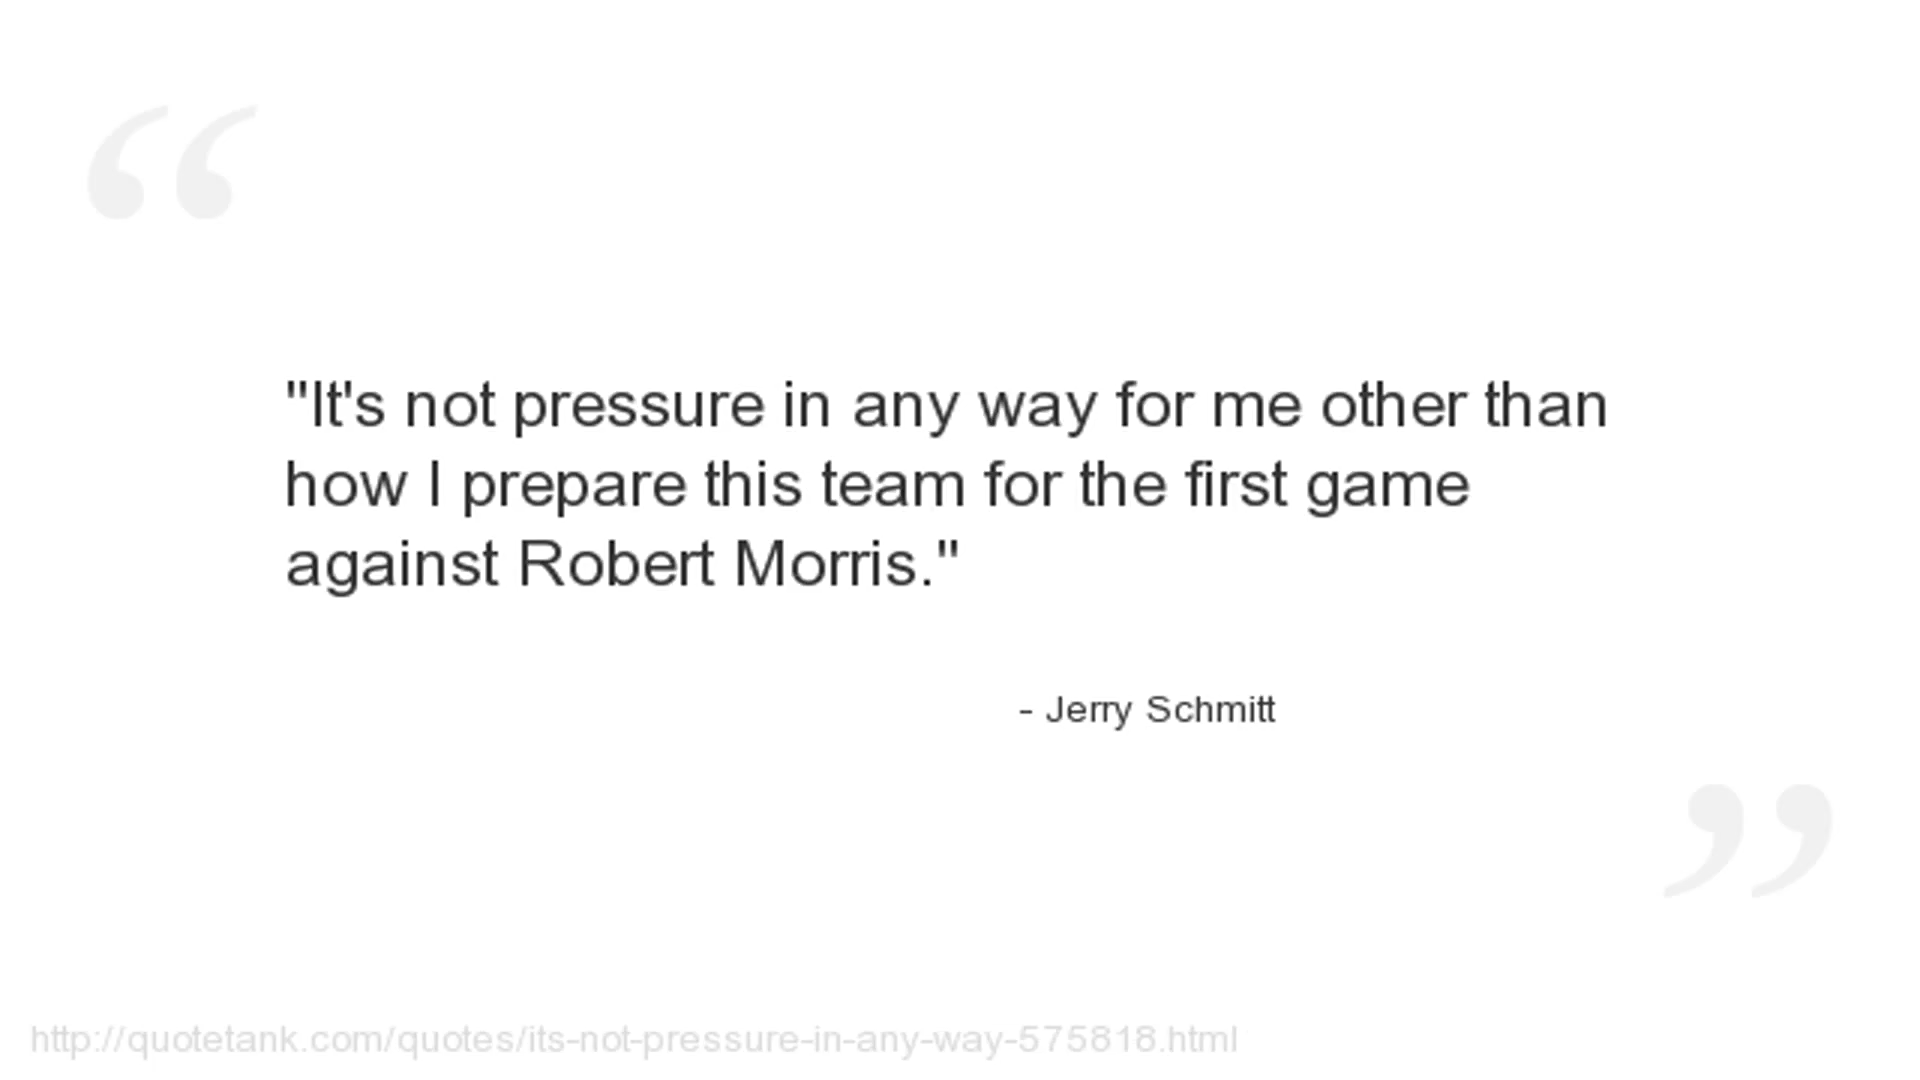 "It's not pressure in any way for me other than
how I prepare this team for the first game
against Robert Morris."
- Jerry Schmitt
http://quotetank.com/quotes/its-not-pressure-in-any-way-575818.html